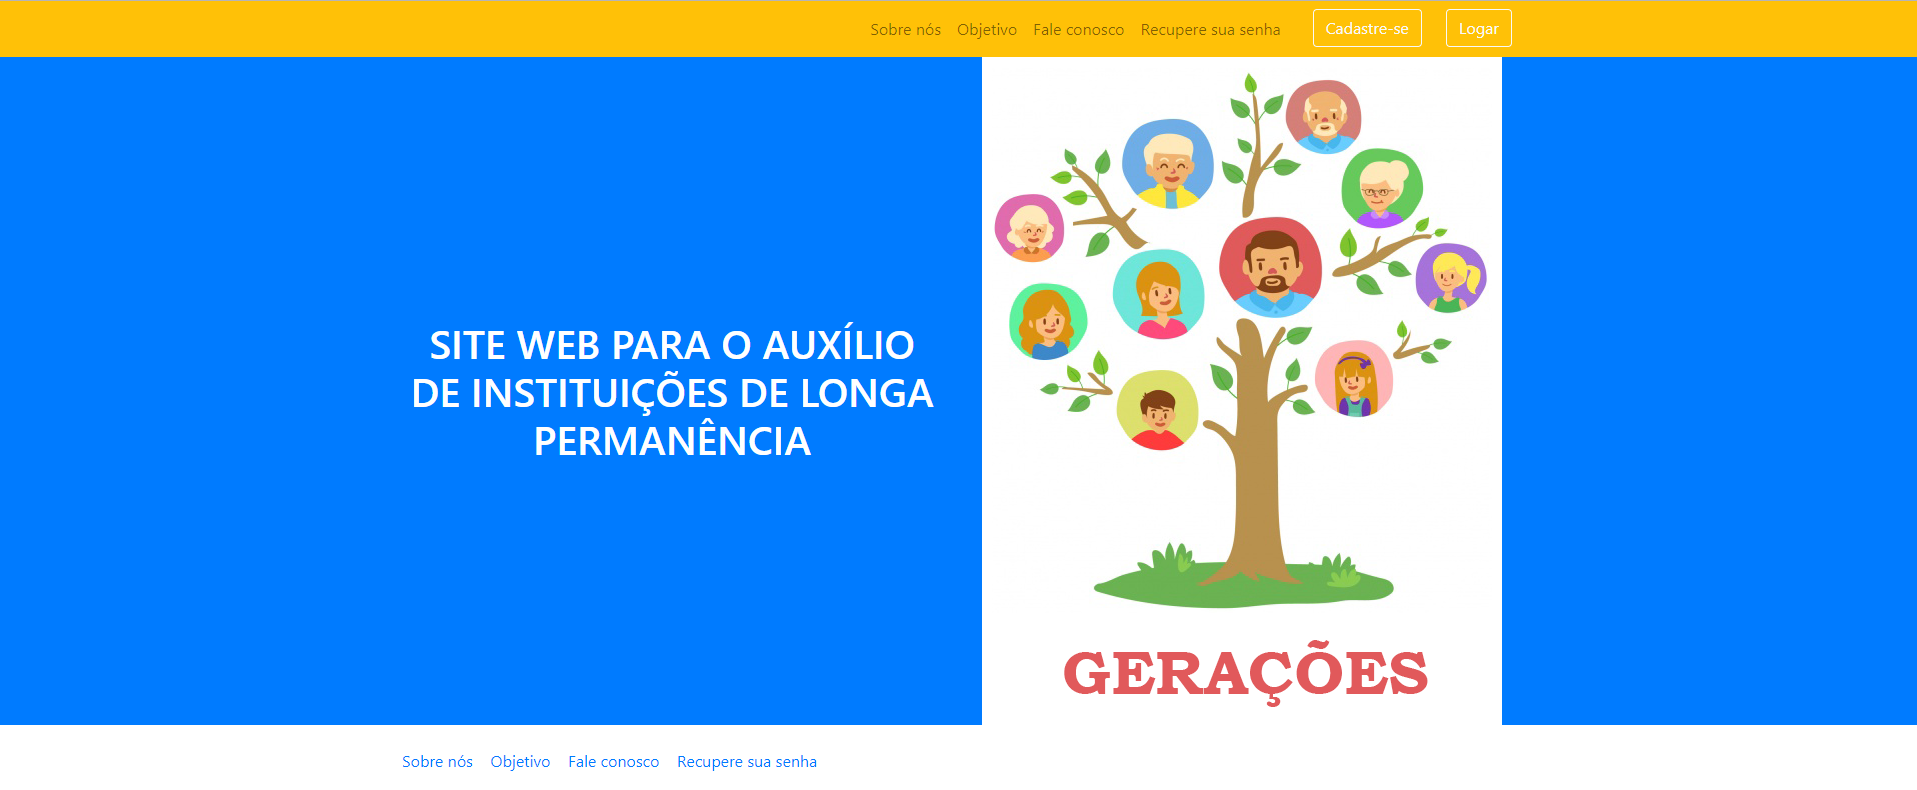 Sobre nós Objetivo Fale conosco Recupere sua senha Cadastre-se Logar
SITE WEB PARA O AUXÍLIO
DE INSTITUIÇÕES DE LONGA
PERMANÊNCIA
GERAÇÕES
Sobre nós Objetivo Fale conosco Recupere sua senha